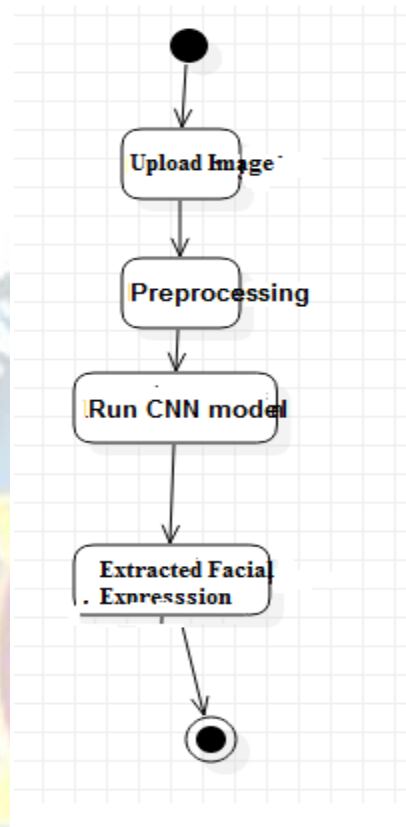 Upload Image
Preprocessing
Run CNN model
Extracted Facial
Expresssion